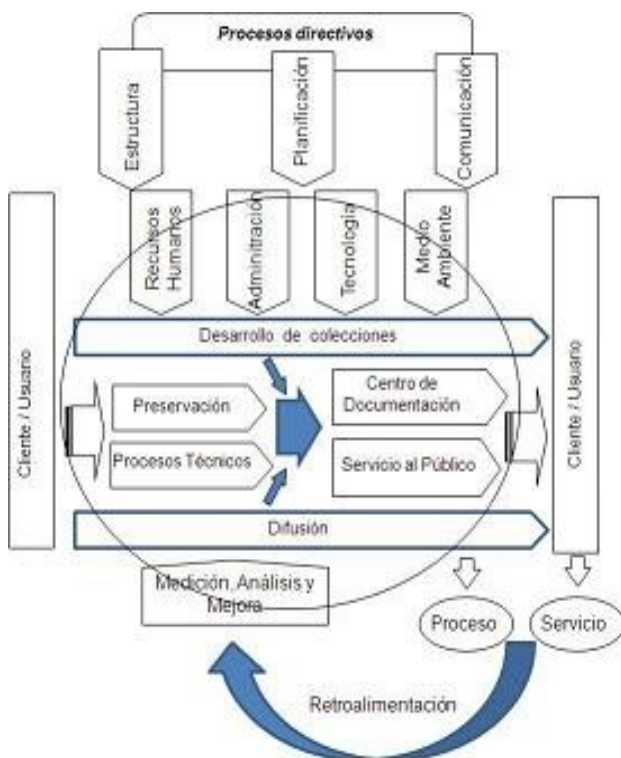 Procesos directivos
Estructura
Planificación
Comunicación
Recursos
Humanos
Adminitración
Tecnología
Medio
Ambiente
Cliente / Usuario
Desarrollo de colecciones
Preservación
Centro de
Documentación
Procesos Técnicos
Servicio al Público
Difusión
Cliente / Usuario
Medición, Análisis y
Mejora
Proceso
Servicio
Retroalimentación